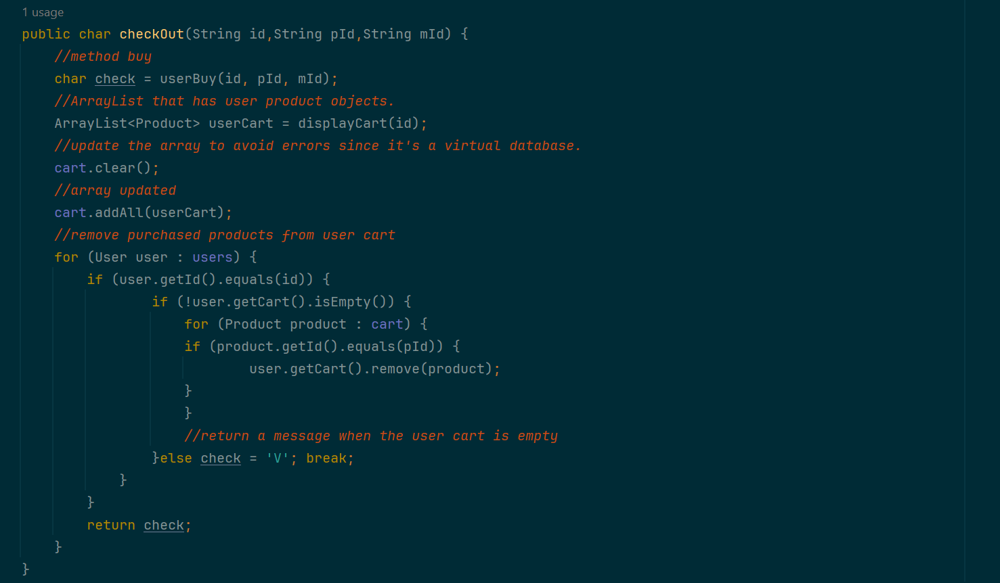 1 usage
public char checkOut(String id,String pId,String mId) {
//method buy
char check = userBuy(id, pId, mId);
//ArrayList that has user product objects.
ArrayList<Product> userCart = displayCart(id);
//update the array to avoid errors since it's a virtual database.
cart.clear();
//array updated
cart.addAll(userCart);
//remove purchased products from user cart
for (User user : users) {
if (user.getId().equals(id)) {
if (!user.getCart().isEmpty()) {
for (Product product : cart) {
if (product.getId().equals(pId)) {
user.getCart().remove(product);
}
}
//return a message when the user cart is empty
}else check = 'V'; break;
}
}
return check;
}
}